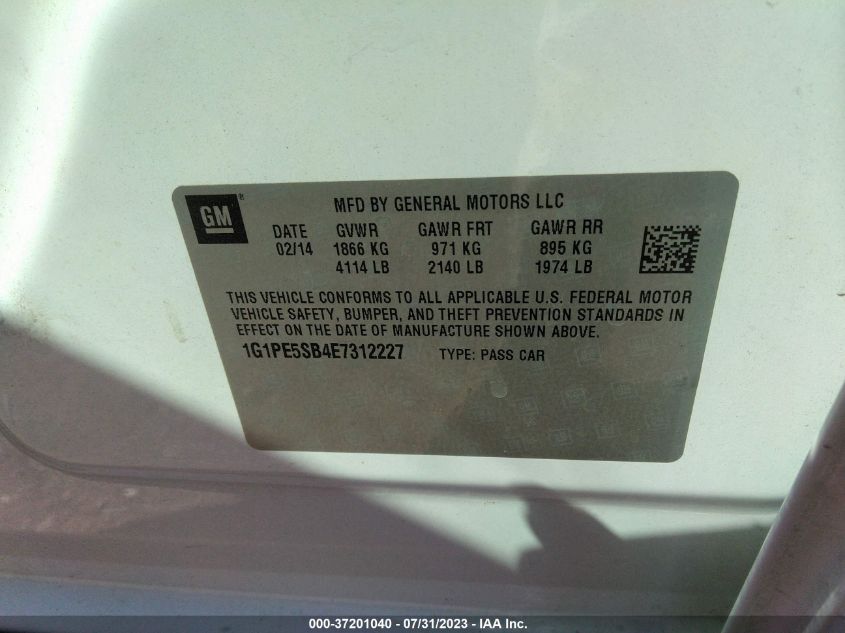 GM®
MFD BY GENERAL MOTORS LLC
DATE GVWR GAWR FRT GAWR RR
02/14 1866 KG 971 KG 895 KG
4114 LB 2140 LB 1974 LB
THIS VEHICLE CONFORMS TO ALL APPLICABLE U.S. FEDERAL MOTOR
VEHICLE SAFETY, BUMPER, AND THEFT PREVENTION STANDARDS IN
EFFECT ON THE DATE OF MANUFACTURE SHOWN ABOVE.
1G1PE5SB4E7312227 TYPE: PASS CAR
000-37201040 - 07/31/2023 - IAA Inc.